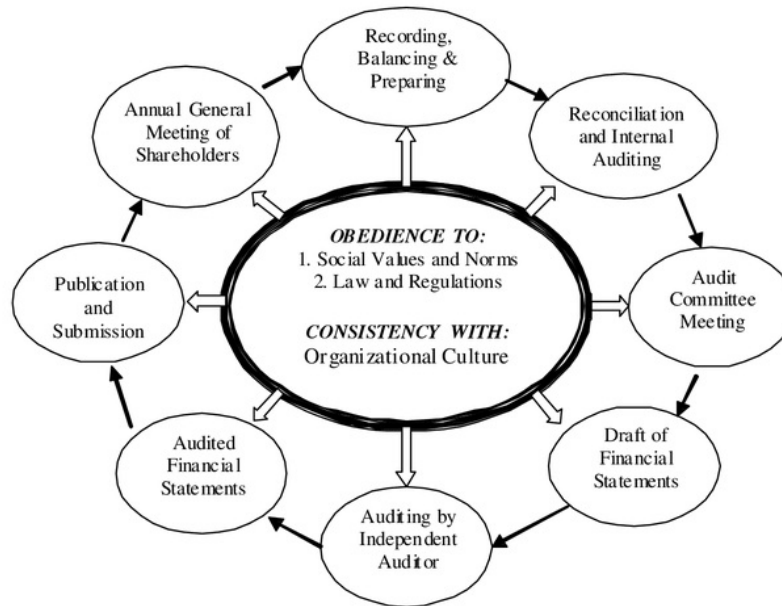 Recording,
Balancing &
Preparing
Reconciliation
and Internal
Auditing
Audit
Committee
Meeting
Draft of
Financial
Statements
Auditing by
Independent
Auditor
Audited
Financial
Statements
Publication
and
Submission
Annual General
Meeting of
Shareholders
OBEDIENCE TO:
1. Social Values and Norms
2. Law and Regulations
CONSISTENCY WITH:
Organizational Culture